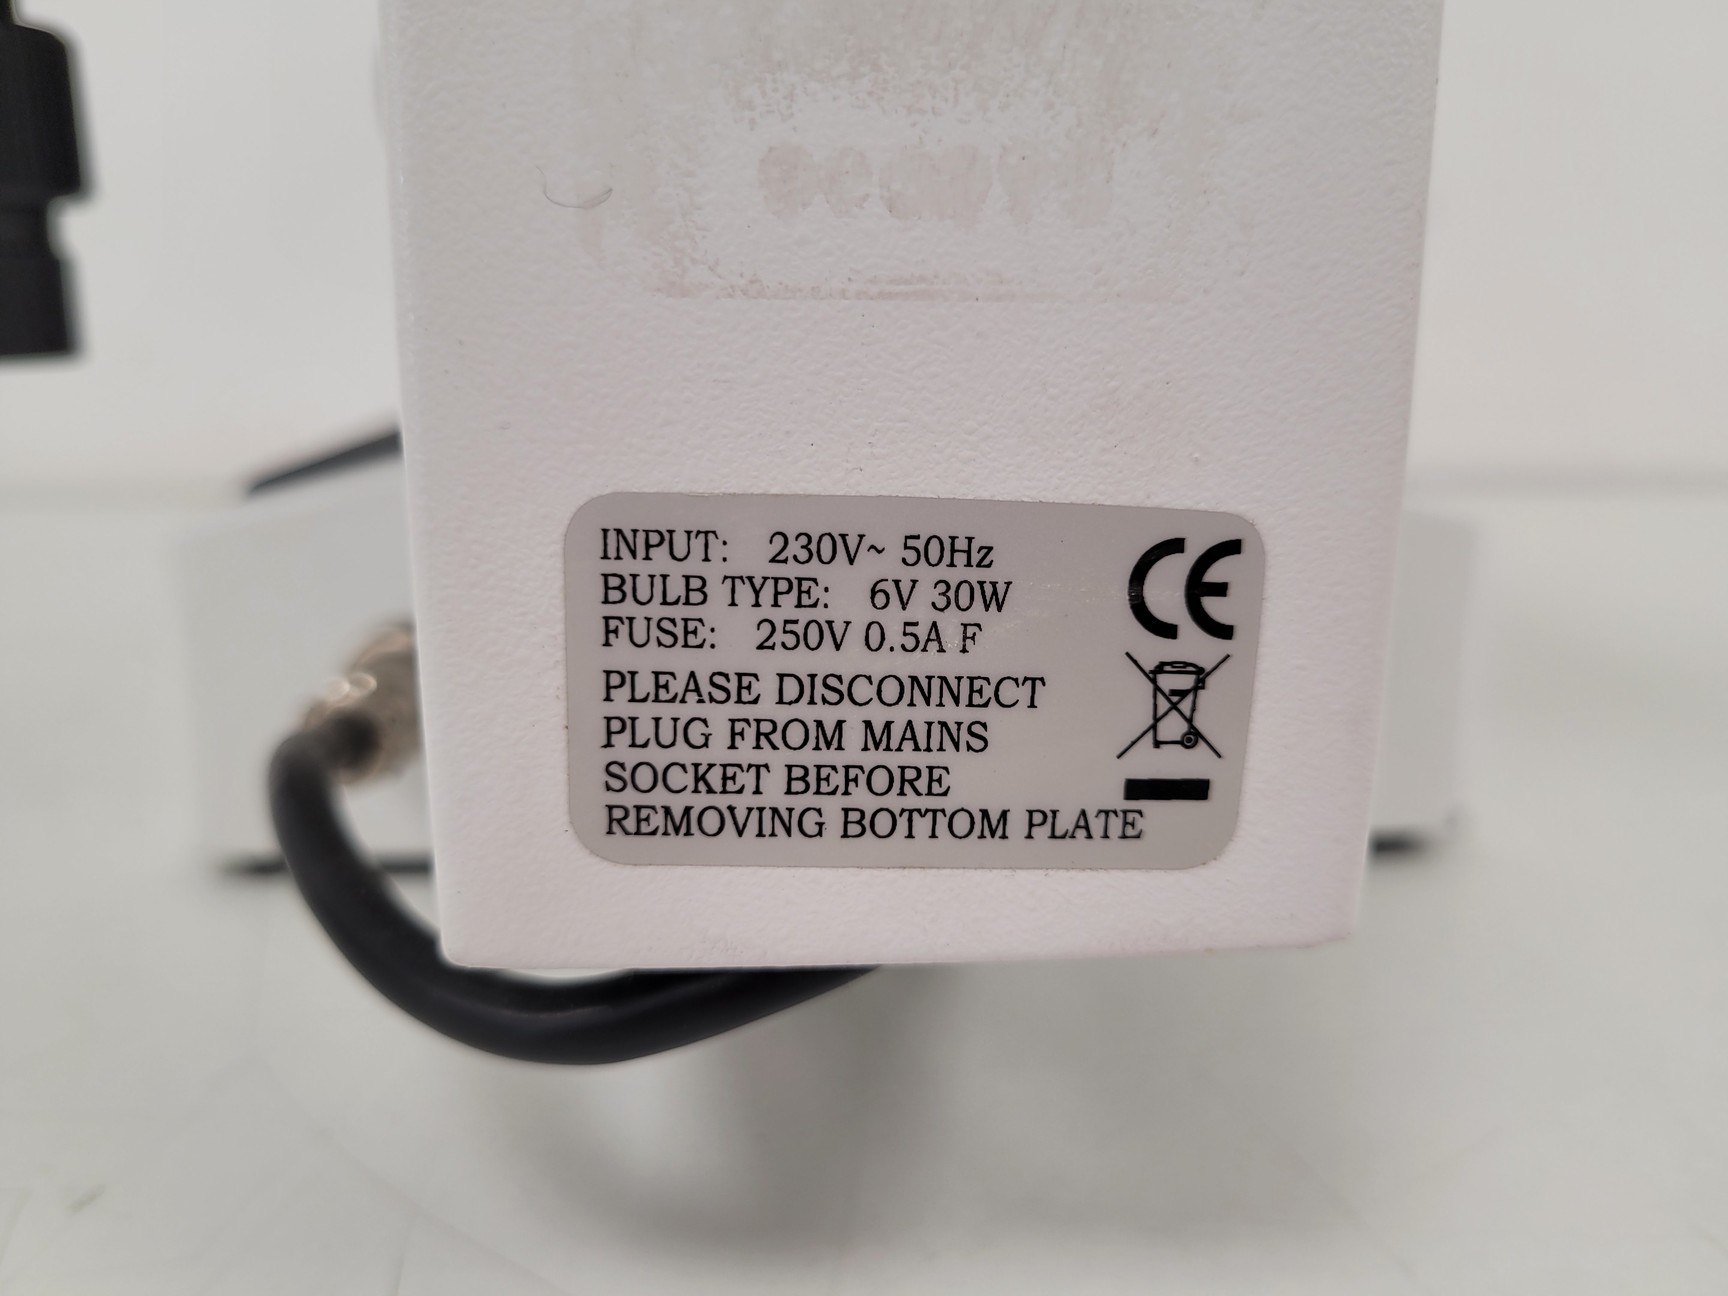 INPUT: 230V~ 50Hz
BULB TYPE: 6V 30W
FUSE: 250V 0.5A F
PLEASE DISCONNECT
PLUG FROM MAINS
SOCKET BEFORE
REMOVING BOTTOM PLATE
CE